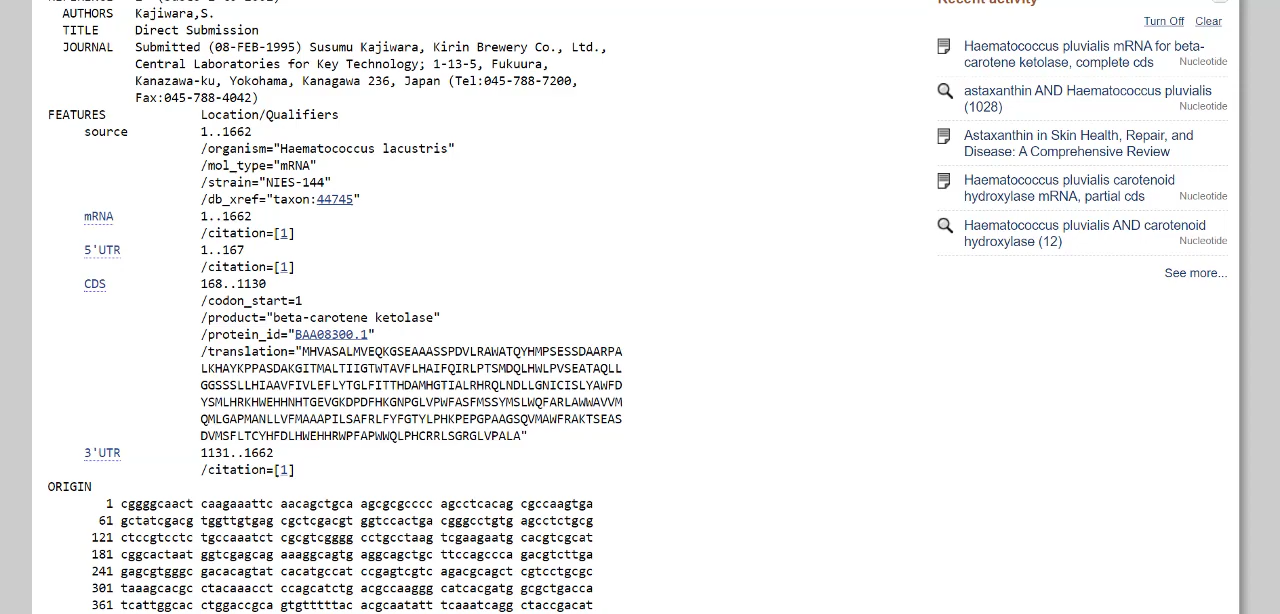 AUTHORS Kajiwara,S.
TITLE Direct Submission
JOURNAL Submitted (08-FEB-1995) Susumu Kajiwara, Kirin Brewery Co., Ltd.,
Central Laboratories for Key Technology; 1-13-5, Fukuura,
Kanazawa-ku, Yokohama, Kanagawa 236, Japan (Tel:045-788-7200,
Fax:045-788-4042)
FEATURES Location/Qualifiers
source 1..1662
/organism="Haematococcus lacustris"
/mol_type="mRNA"
/strain="NIES-144"
/db_xref="taxon:44745"
mRNA 1..1662
/citation=[1]
5'UTR 1..167
/citation=[1]
CDS 168..1130
/codon_start=1
/product="beta-carotene ketolase"
/protein_id="BAA08300.1"
/translation="MHVASALMVEQKGSEAAASSPDVLRAWATQYHMPSESSDAARPA
LKHAYKPPASDAKGITMALTIIGTWTAVFLHAIFQIRLPTSMDQLHWLPVSEATAQLL
GGSSSLLHIAAVFIVLEFLYTGLFITTHDAMHGTIALRHRQLNDLLGNICISLYAWFD
YSMLHRKHWEHHNHTGEVGKDPDFHKGNPGLVPWFASFMSSYMSLWQFARLAWWAVVM
QMLGAPMANLLVFMAAAPILSAFRLFYFGTYLPHKPEPGPAAGSQVMAWFRAKTSEAS
DVMSFLTCYHFDLHWEHHRWPFAPWWQLPHCRRLSGRGLVPALA"
3'UTR 1131..1662
/citation=[1]
ORIGIN
1 cggggcaact caagaaattc aacagctgca agcgcgcccc agcctcacag cgccaagtga
61 gctatcgacg tggttgtgag cgctcgacgt ggtccactga cgggcctgtg agcctctgcg
121 ctccgtcctc tgccaaatct cgcgtcgggg cctgcctaag tcgaagaatg cacgtcgcat
181 cggcactaat ggtcgagcag aaaggcagtg aggcagctgc ttccagccca gacgtcttga
241 gagcgtgggc gacacagtat cacatgccat ccgagtcgtc agacgcagct cgtcctgcgc
301 taaagcacgc ctacaaacct ccagcatctg acgccaaggg catcacgatg gcgctgacca
361 tcattggcac ctggaccgca gtgtttttac acgcaatatt tcaaatcagg ctaccgacat
Recent activity
Turn Off Clear
Haematococcus pluvialis mRNA for beta-
carotene ketolase, complete cds Nucleotide
astaxanthin AND Haematococcus pluvialis
(1028) Nucleotide
Astaxanthin in Skin Health, Repair, and
Disease: A Comprehensive Review
Haematococcus pluvialis carotenoid
hydroxylase mRNA, partial cds Nucleotide
Haematococcus pluvialis AND carotenoid
hydroxylase (12) Nucleotide
See more...